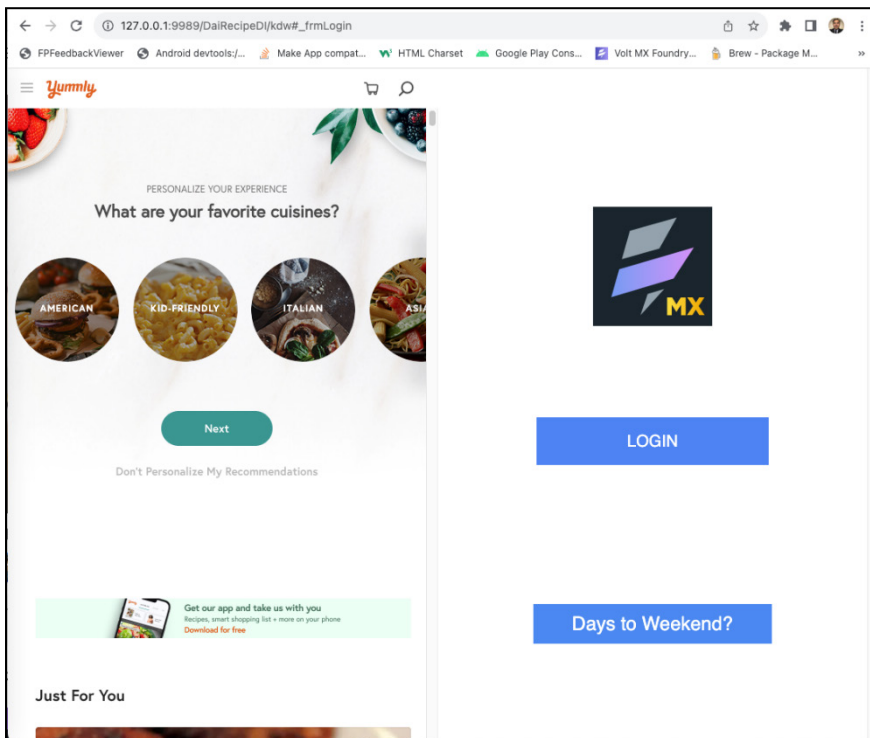 127.0.0.1:9989/DaiRecipeDI/kdw#_frmLogin
FPFeedbackViewer
Android devtools:/...
Make App compat...
HTML Charset
Google Play Cons...
Volt MX Foundry...
Brew - Package M...
»
Yummly
PERSONALIZE YOUR EXPERIENCE
What are your favorite cuisines?
AMERICAN
KID-FRIENDLY
ITALIAN
ASIA
Next
Don't Personalize My Recommendations
Get our app and take us with you
Recipes, smart shopping list + more on your phone
Download for free
Just For You
MX
LOGIN
Days to Weekend?